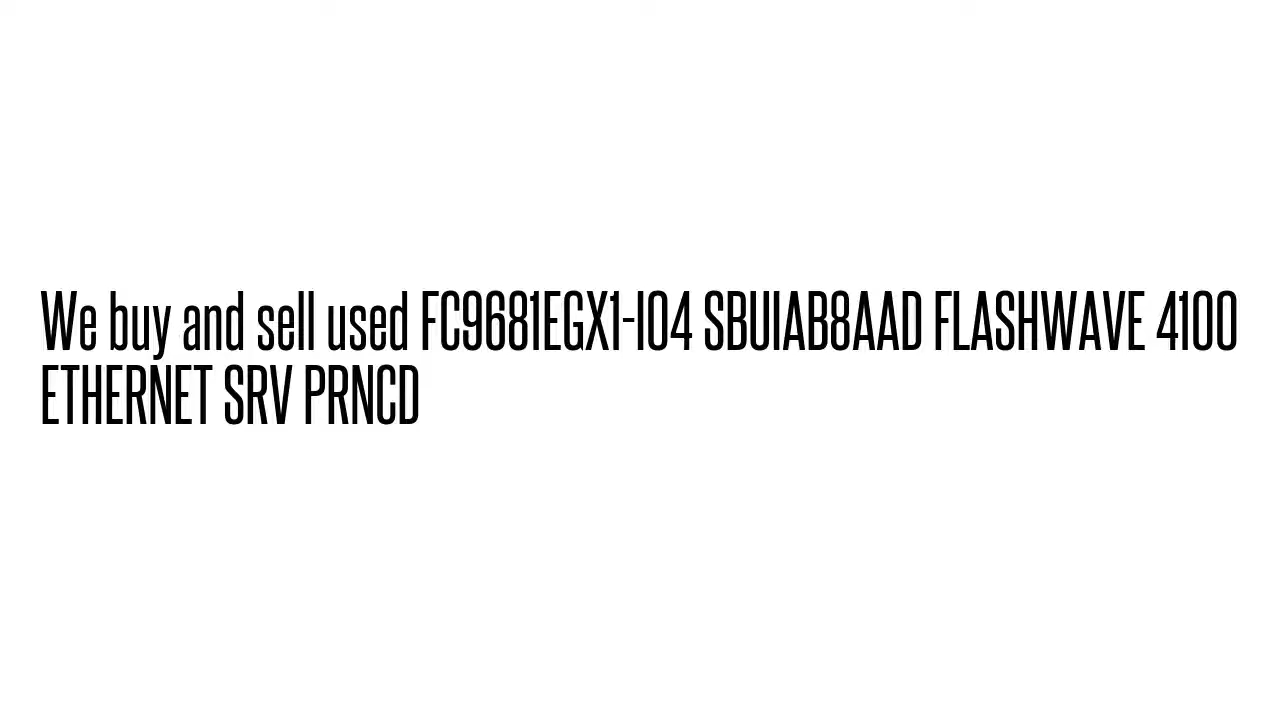 We buy and sell used FC9681EGX1-I04 SBUIAB8AAD FLASHWAVE 4100
ETHERNET SRV PRNCD